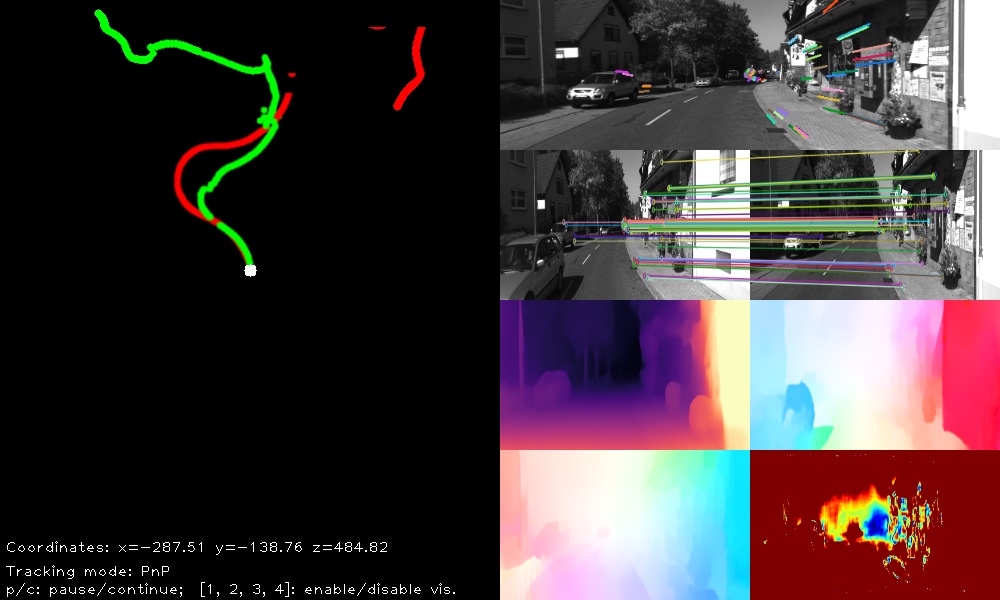 Coordinates: x=-287.51 y=-138.76 z=484.82
Tracking mode: PnP
p/c: pause/continue; [1, 2, 3, 4]: enable/disable vis.